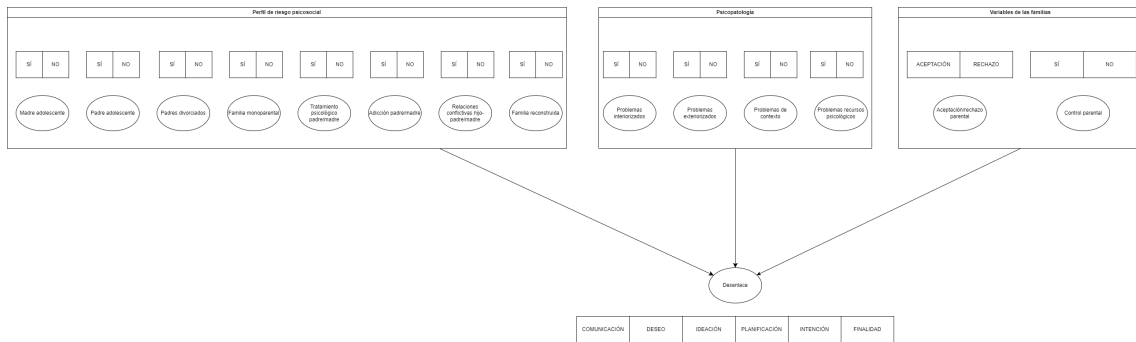 Perfil de riesgo psicosocial
SÍ NO SÍ NO SÍ NO SÍ NO SÍ NO SÍ NO SÍ NO SÍ NO
Madre adolescente
Padre adolescente
Padres divorciados
Familia monoparental
Tratamiento
psicológico
padre/madre
Adicción padre/madre
Relaciones
conflictivas hijo-
padre/madre
Familia reconstruida
Psicopatología
SÍ NO SÍ NO SÍ NO SÍ NO
Problemas
interiorizados
Problemas
exteriorizados
Problemas de
contexto
Problemas recursos
psicológicos
Variables de las familias
ACEPTACIÓN RECHAZO SÍ NO
Aceptación/rechazo
parental
Control parental
Desenlace
COMUNICACIÓN DESEO IDEACIÓN PLANIFICACIÓN INTENCIÓN FINALIDAD